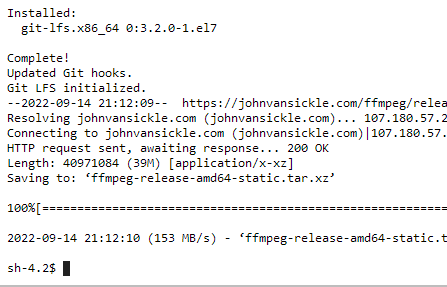 Installed:
  git-lfs.x86_64 0:3.2.0-1.el7
Complete!
Updated Git hooks.
Git LFS initialized.
--2022-09-14 21:12:09--  https://johnvansickle.com/ffmpeg/relea
Resolving johnvansickle.com (johnvansickle.com)... 107.180.57.2
Connecting to johnvansickle.com (johnvansickle.com)|107.180.57.
HTTP request sent, awaiting response... 200 OK
Length: 40971084 (39M) [application/x-xz]
Saving to: ‘ffmpeg-release-amd64-static.tar.xz’
100%[======================================================
2022-09-14 21:12:10 (153 MB/s) - ‘ffmpeg-release-amd64-static.t
sh-4.2$